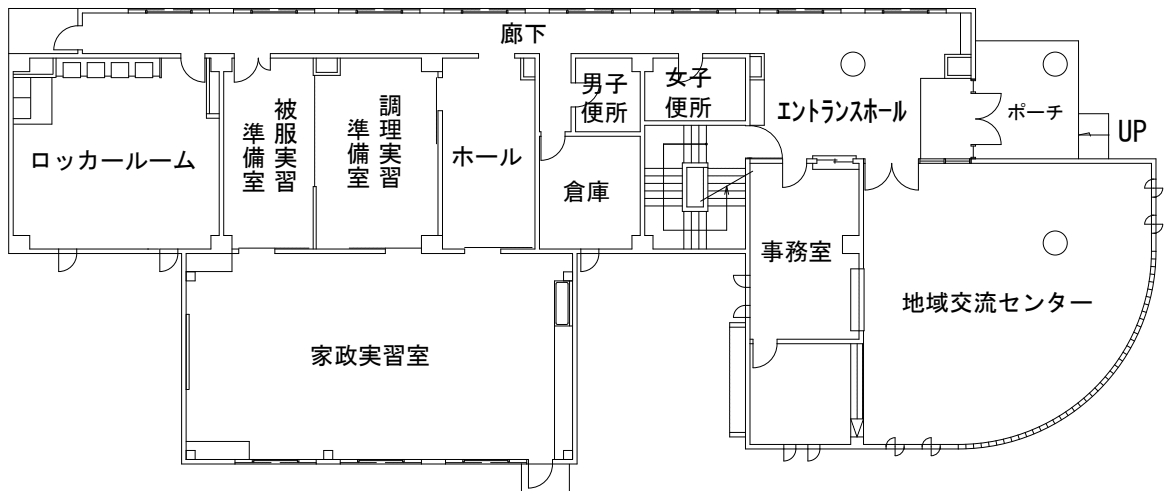 廊下
男子
便所
女子
便所
エントランスホール
ポーチ
UP
ロッカールーム
被服実習
準備室
調理実習
準備室
ホール
倉庫
事務室
地域交流センター
家政実習室